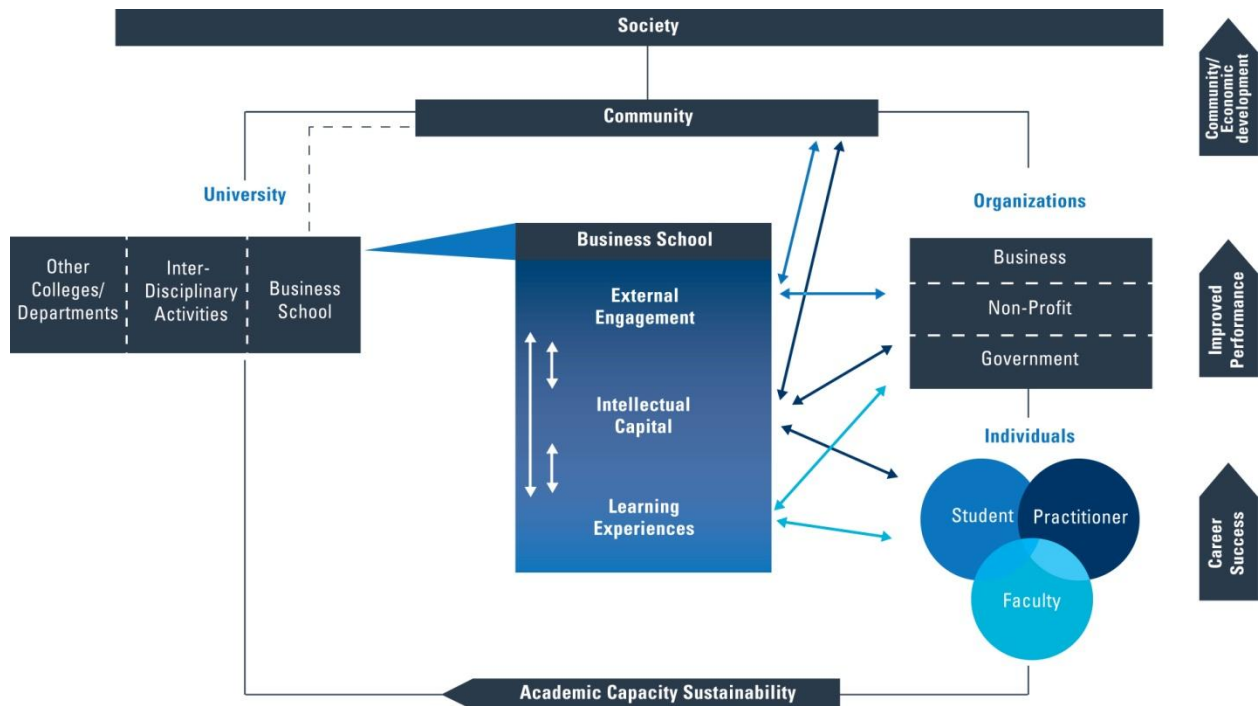 Society
Community/
Economic
development
Community
University
Organizations
Other
Colleges/
Departments
Inter-
Disciplinary
Activities
Business
School
Business School
External
Engagement
Intellectual
Capital
Learning
Experiences
Business
Non-Profit
Government
Improved
Performance
Individuals
Student
Practitioner
Faculty
Career
Success
Academic Capacity Sustainability